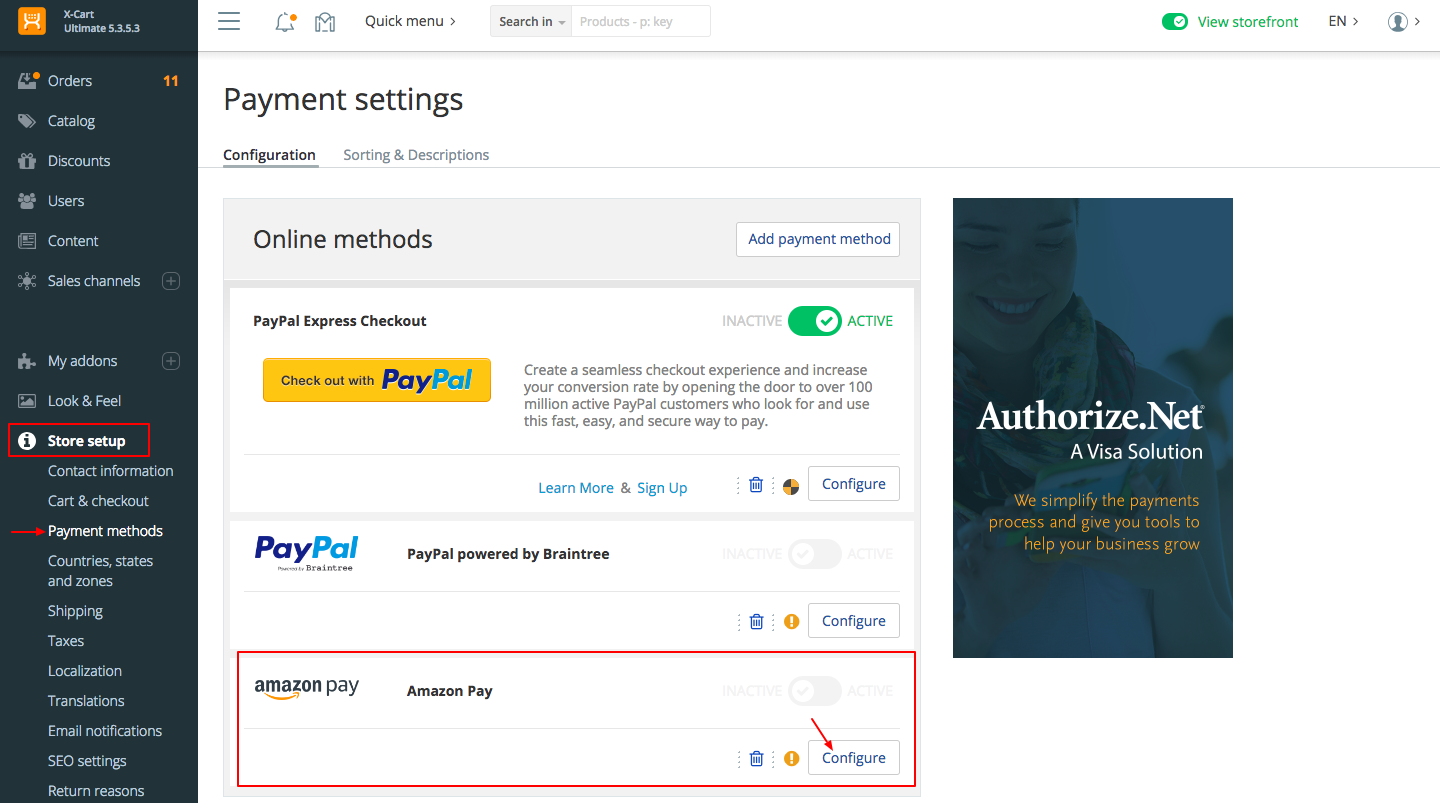 X-Cart
Ultimate 5.3.5.3
Quick menu
Search in
Products - p: key
View storefront
EN
Orders 11
Catalog
Discounts
Users
Content
Sales channels
My addons
Look & Feel
Store setup
Contact information
Cart & checkout
Payment methods
Countries, states
and zones
Shipping
Taxes
Localization
Translations
Email notifications
SEO settings
Return reasons
Payment settings
Configuration
Sorting & Descriptions
Online methods
Add payment method
PayPal Express Checkout
INACTIVE ACTIVE
Check out with PayPal
Create a seamless checkout experience and increase
your conversion rate by opening the door to over 100
million active PayPal customers who look for and use
this fast, easy, and secure way to pay.
Learn More & Sign Up
Configure
PayPal
Powered by Braintree
PayPal powered by Braintree
INACTIVE ACTIVE
Configure
amazon pay
Amazon Pay
INACTIVE ACTIVE
Configure
Authorize.Net®
A Visa Solution
We simplify the payments
process and give you tools to
help your business grow